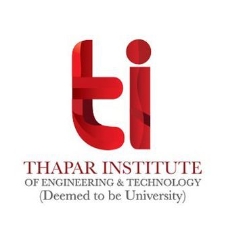 ti
THAPAR INSTITUTE
OF ENGINEERING & TECHNOLOGY
(Deemed to be University)